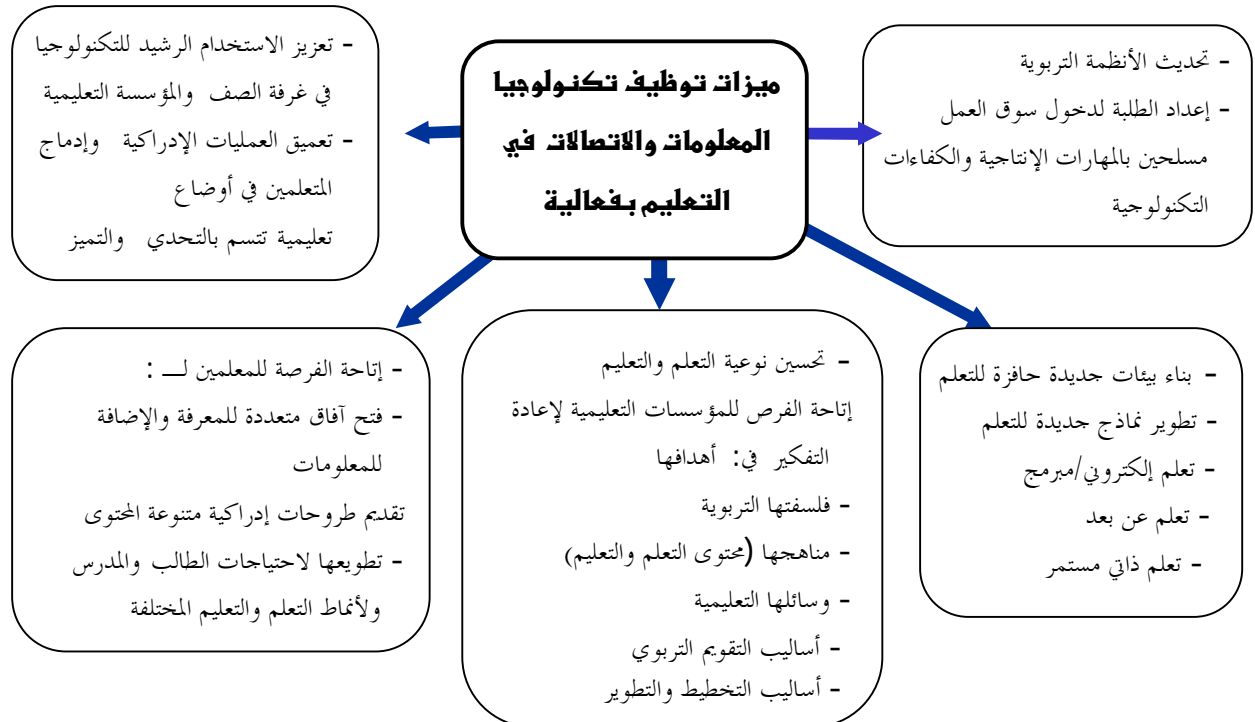 ميزات توظيف تكنولوجيا
المعلومات والاتصالات في
التعليم بفعالية
- تحديث الأنظمة التربوية
- إعداد الطلبة لدخول سوق العمل
مسلحين بالمهارات الإنتاجية والكفاءات
التكنولوجية
- تعزيز الاستخدام الرشيد للتكنولوجيا
في غرفة الصف والمؤسسة التعليمية
- تعميق العمليات الإدراكية وإدماج
المتعلمين في أوضاع
تعليمية تتسم بالتحدي والتميز
- بناء بيئات جديدة حافزة للتعلم
- تطوير نماذج جديدة للتعلم
- تعلم إلكتروني/مبرمج
- تعلم عن بعد
- تعلم ذاتي مستمر
- تحسين نوعية التعلم والتعليم
إتاحة الفرص للمؤسسات التعليمية لإعادة
التفكير في: أهدافها
- فلسفتها التربوية
- مناهجها (محتوى التعلم والتعليم)
- وسائلها التعليمية
- أساليب التقويم التربوي
- أساليب التخطيط والتطوير
- إتاحة الفرصة للمعلمين لــ :
- فتح آفاق متعددة للمعرفة والإضافة
للمعلومات
تقديم طروحات إدراكية متنوعة المحتوى
- تطويعها لاحتياجات الطالب والمدرس
ولأنماط التعلم والتعليم المختلفة